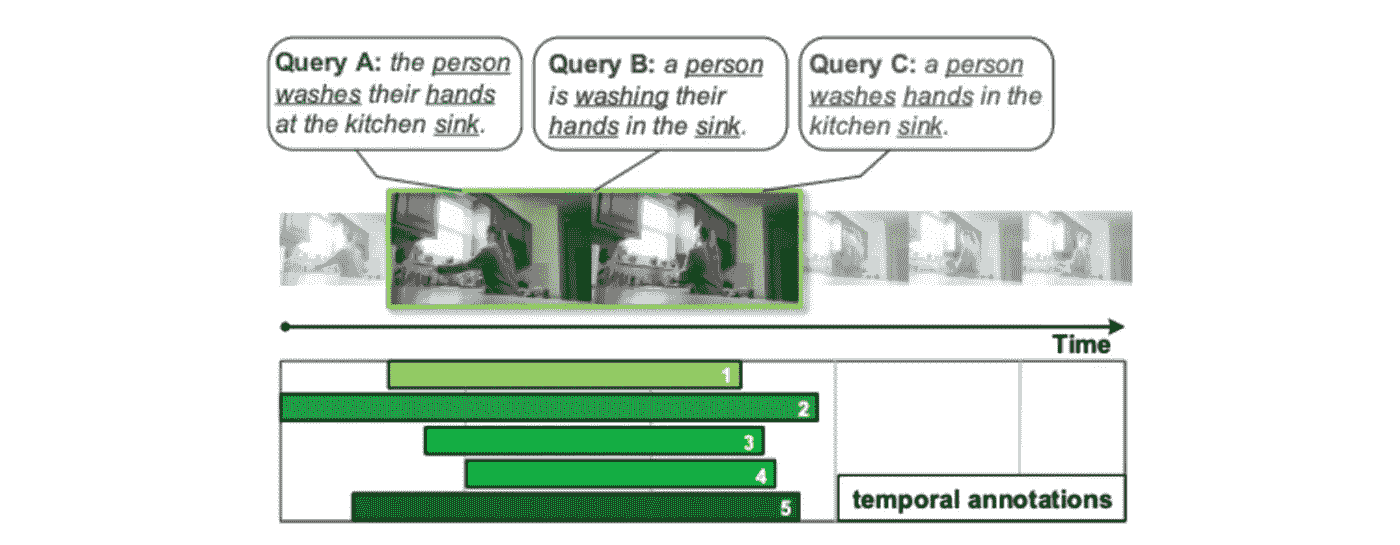 Query A: the person
washes their hands
at the kitchen sink.
Query B: a person
is washing their
hands in the sink.
Query C: a person
washes hands in the
kitchen sink.
Time
1
2
3
4
5
temporal annotations